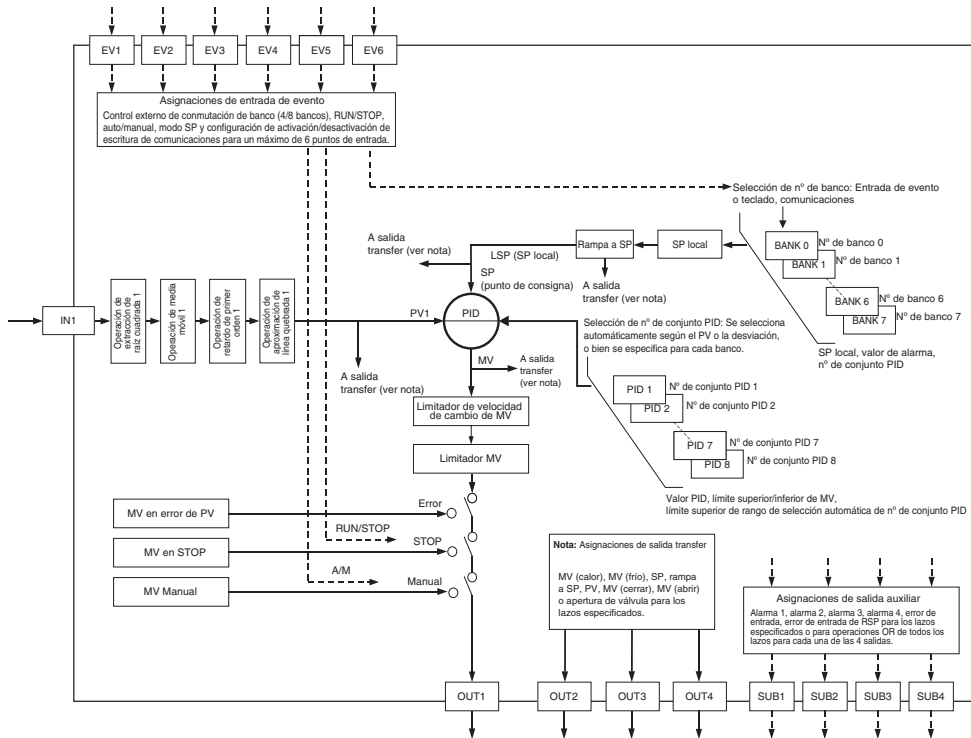 EV1 EV2 EV3 EV4 EV5 EV6
Asignaciones de entrada de evento
Control externo de conmutación de banco (4/8 bancos), RUN/STOP,
auto/manual, modo SP y configuración de activación/desactivación de
escritura de comunicaciones para un máximo de 6 puntos de entrada.
Selección de nº de banco: Entrada de evento
o teclado, comunicaciones
BANK 0
Nº de banco 0
BANK 1
Nº de banco 1
BANK 6
Nº de banco 6
BANK 7
Nº de banco 7
SP local, valor de alarma,
nº de conjunto PID
SP local
Rampa a SP
A salida
transfer (ver nota)
LSP (SP local)
A salida
transfer (ver nota)
SP
(punto de consigna)
IN1
Operación de
extracción de
raíz cuadrada 1
Operación de media
móvil 1
Operación de
retardo de primer
orden 1
Operación de
aproximación de
línea quebrada 1
PV1
PID
A salida
transfer (ver nota)
MV
A salida
transfer
(ver nota)
Selección de nº de conjunto PID: Se selecciona
automáticamente según el PV o la desviación,
o bien se especifica para cada banco.
PID 1
Nº de conjunto PID 1
PID 2
Nº de conjunto PID 2
PID 7
Nº de conjunto PID 7
PID 8
Nº de conjunto PID 8
Valor PID, límite superior/inferior de MV,
límite superior de rango de selección automática de nº de conjunto PID
Limitador de velocidad
de cambio de MV
Limitador MV
MV en error de PV
Error
RUN/STOP
MV en STOP
STOP
A/M
MV Manual
Manual
Nota: Asignaciones de salida transfer
MV (calor), MV (frío), SP, rampa
a SP, PV, MV (cerrar), MV (abrir)
o apertura de válvula para los
lazos especificados.
Asignaciones de salida auxiliar
Alarma 1, alarma 2, alarma 3, alarma 4, error de
entrada, error de entrada de RSP para los lazos
especificados o para operaciones OR de todos los
lazos para cada una de las 4 salidas.
OUT1 OUT2 OUT3 OUT4 SUB1 SUB2 SUB3 SUB4